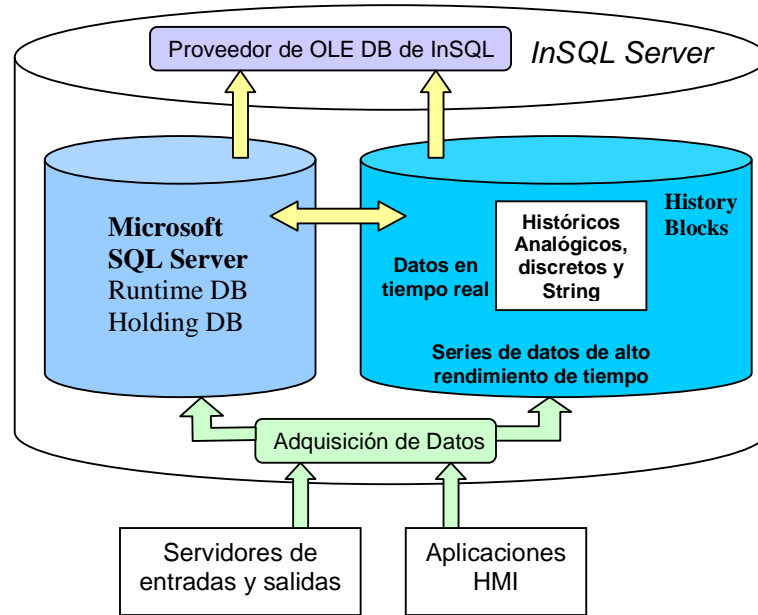 Proveedor de OLE DB de InSQL
InSQL Server
Microsoft
SQL Server
Runtime DB
Holding DB
History
Blocks
Históricos
Analógicos,
discretos y
String
Datos en
tiempo real
Series de datos de alto
rendimiento de tiempo
Adquisición de Datos
Servidores de
entradas y salidas
Aplicaciones
HMI